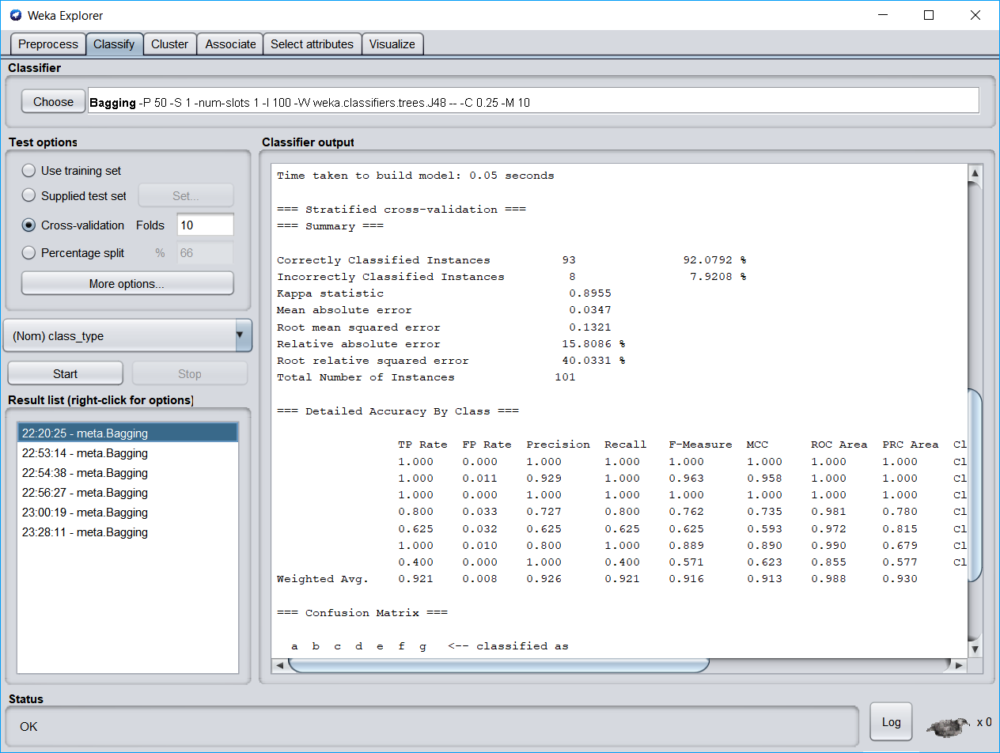 Weka Explorer
Preprocess Classify Cluster Associate Select attributes Visualize
Classifier
Choose Bagging -P 50 -S 1 -num-slots 1 -I 100 -W weka.classifiers.trees.J48 -- -C 0.25 -M 10
Test options
Use training set
Supplied test set Set...
Cross-validation Folds 10
Percentage split % 66
More options...
(Nom) class_type
Start Stop
Result list (right-click for options)
22:20:25 - meta.Bagging
22:53:14 - meta.Bagging
22:54:38 - meta.Bagging
22:56:27 - meta.Bagging
23:00:19 - meta.Bagging
23:28:11 - meta.Bagging
Classifier output
Time taken to build model: 0.05 seconds
=== Stratified cross-validation ===
=== Summary ===
Correctly Classified Instances 93 92.0792 %
Incorrectly Classified Instances 8 7.9208 %
Kappa statistic 0.8955
Mean absolute error 0.0347
Root mean squared error 0.1321
Relative absolute error 15.8086 %
Root relative squared error 40.0331 %
Total Number of Instances 101
=== Detailed Accuracy By Class ===
TP Rate FP Rate Precision Recall F-Measure MCC ROC Area PRC Area Cl
1.000 0.000 1.000 1.000 1.000 1.000 1.000 1.000 Cl
1.000 0.011 0.929 1.000 0.963 0.958 1.000 1.000 Cl
1.000 0.000 1.000 1.000 1.000 1.000 1.000 1.000 Cl
0.800 0.033 0.727 0.800 0.762 0.735 0.981 0.780 Cl
0.625 0.032 0.625 0.625 0.625 0.593 0.972 0.815 Cl
1.000 0.010 0.800 1.000 0.889 0.890 0.990 0.679 Cl
0.400 0.000 1.000 0.400 0.571 0.623 0.855 0.577 Cl
Weighted Avg. 0.921 0.008 0.926 0.921 0.916 0.913 0.988 0.930
=== Confusion Matrix ===
a b c d e f g <-- classified as
Status
OK
Log x 0